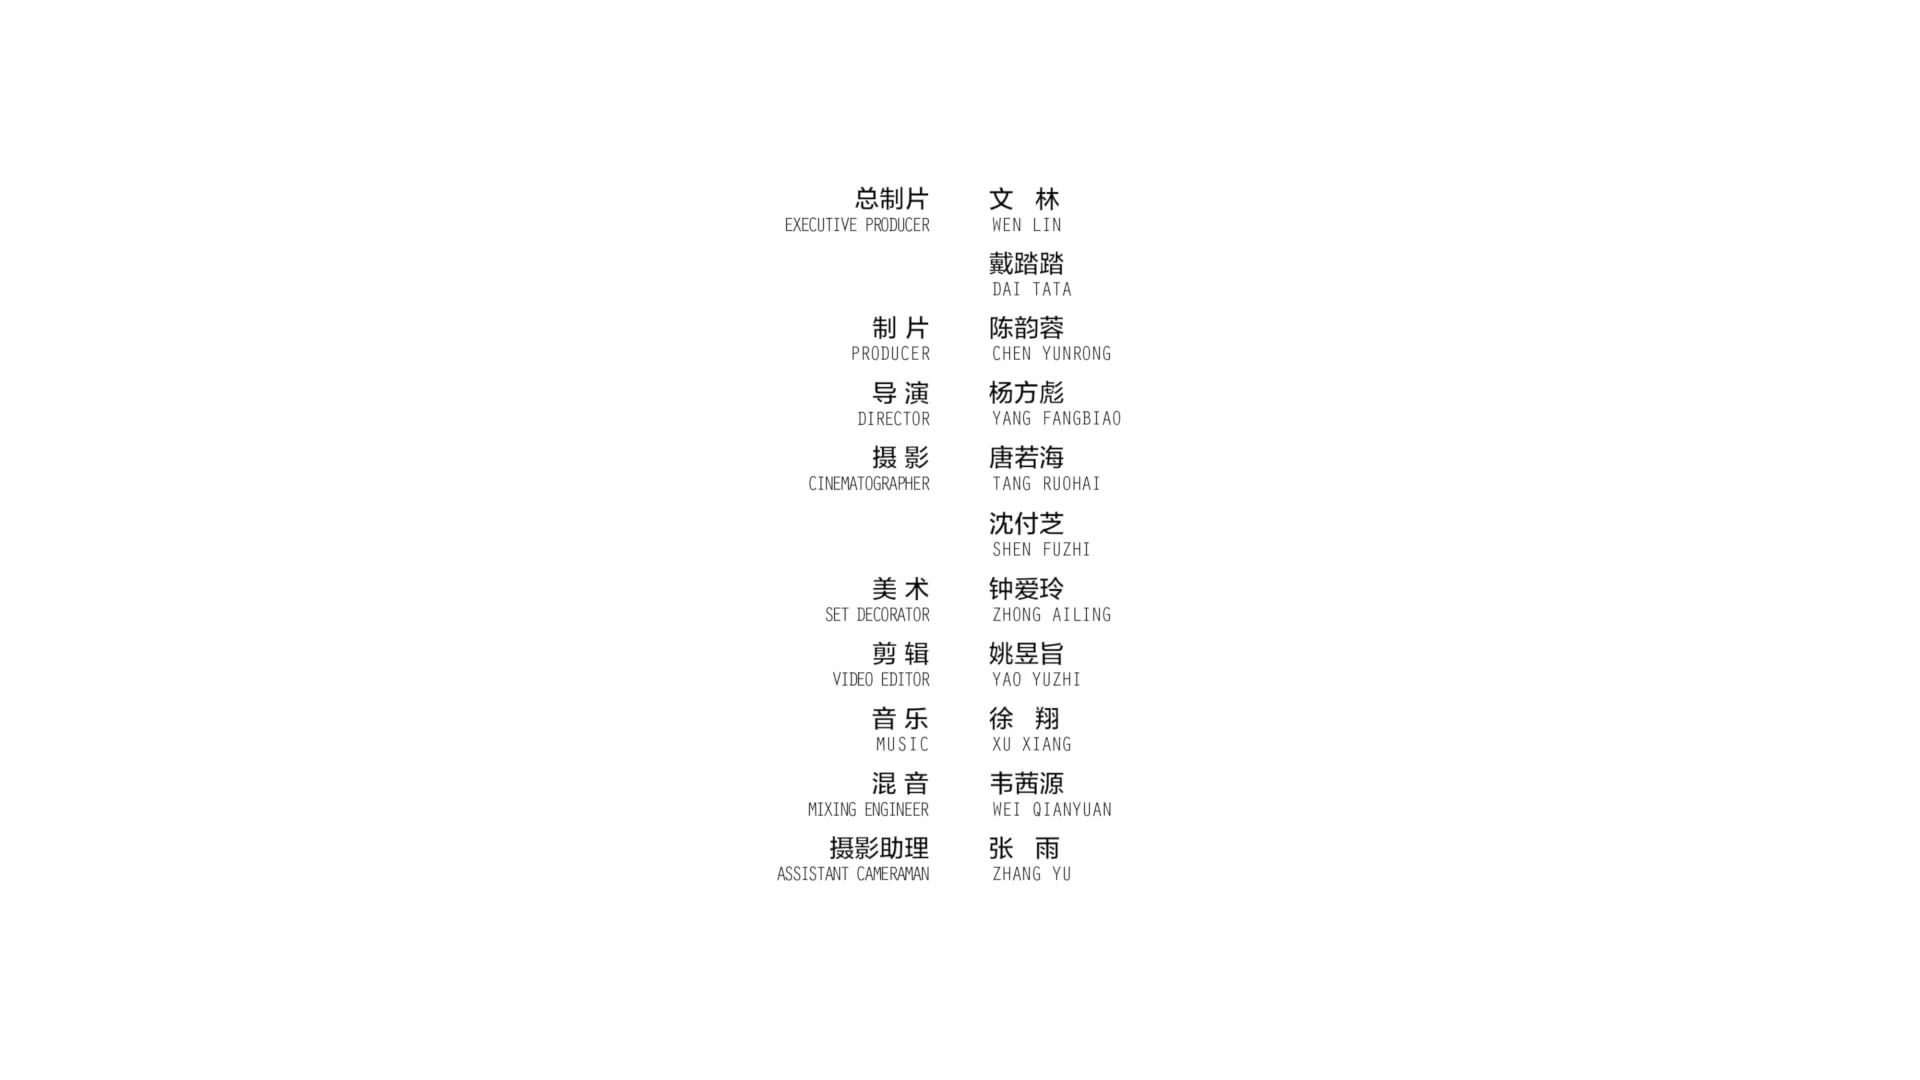 总制片 文 林
EXECUTIVE PRODUCER WEN LIN
戴踏踏
DAI TATA
制 片 陈韵蓉
PRODUCER CHEN YUNRONG
导 演 杨方彪
DIRECTOR YANG FANGBIAO
摄 影 唐若海
CINEMATOGRAPHER TANG RUOHAI
沈付芝
SHEN FUZHI
美 术 钟爱玲
SET DECORATOR ZHONG AILING
剪 辑 姚昱旨
VIDEO EDITOR YAO YUZHI
音 乐 徐 翔
MUSIC XU XIANG
混 音 韦茜源
MIXING ENGINEER WEI QIANYUAN
摄影助理 张 雨
ASSISTANT CAMERAMAN ZHANG YU